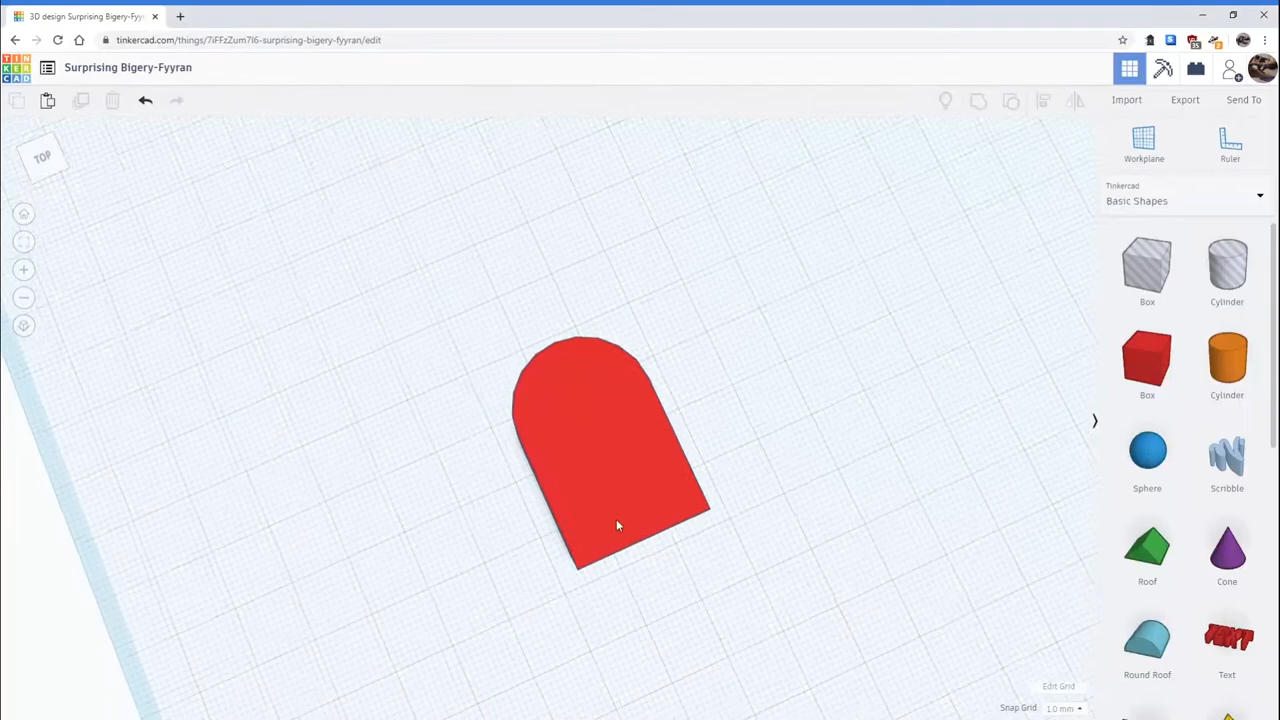 3D design Surprising Bigery-Fyy
tinkercad.com/things/7iFFzZum7l6-surprising-bigery-fyyran/edit
TIN
KER
CAD
Surprising Bigery-Fyyran
Import
Export
Send To
TOP
Workplane
Ruler
Tinkercad
Basic Shapes
Box
Cylinder
Box
Cylinder
Sphere
Scribble
Roof
Cone
TEXT
Round Roof
Text
Edit Grid
Snap Grid
1.0 mm